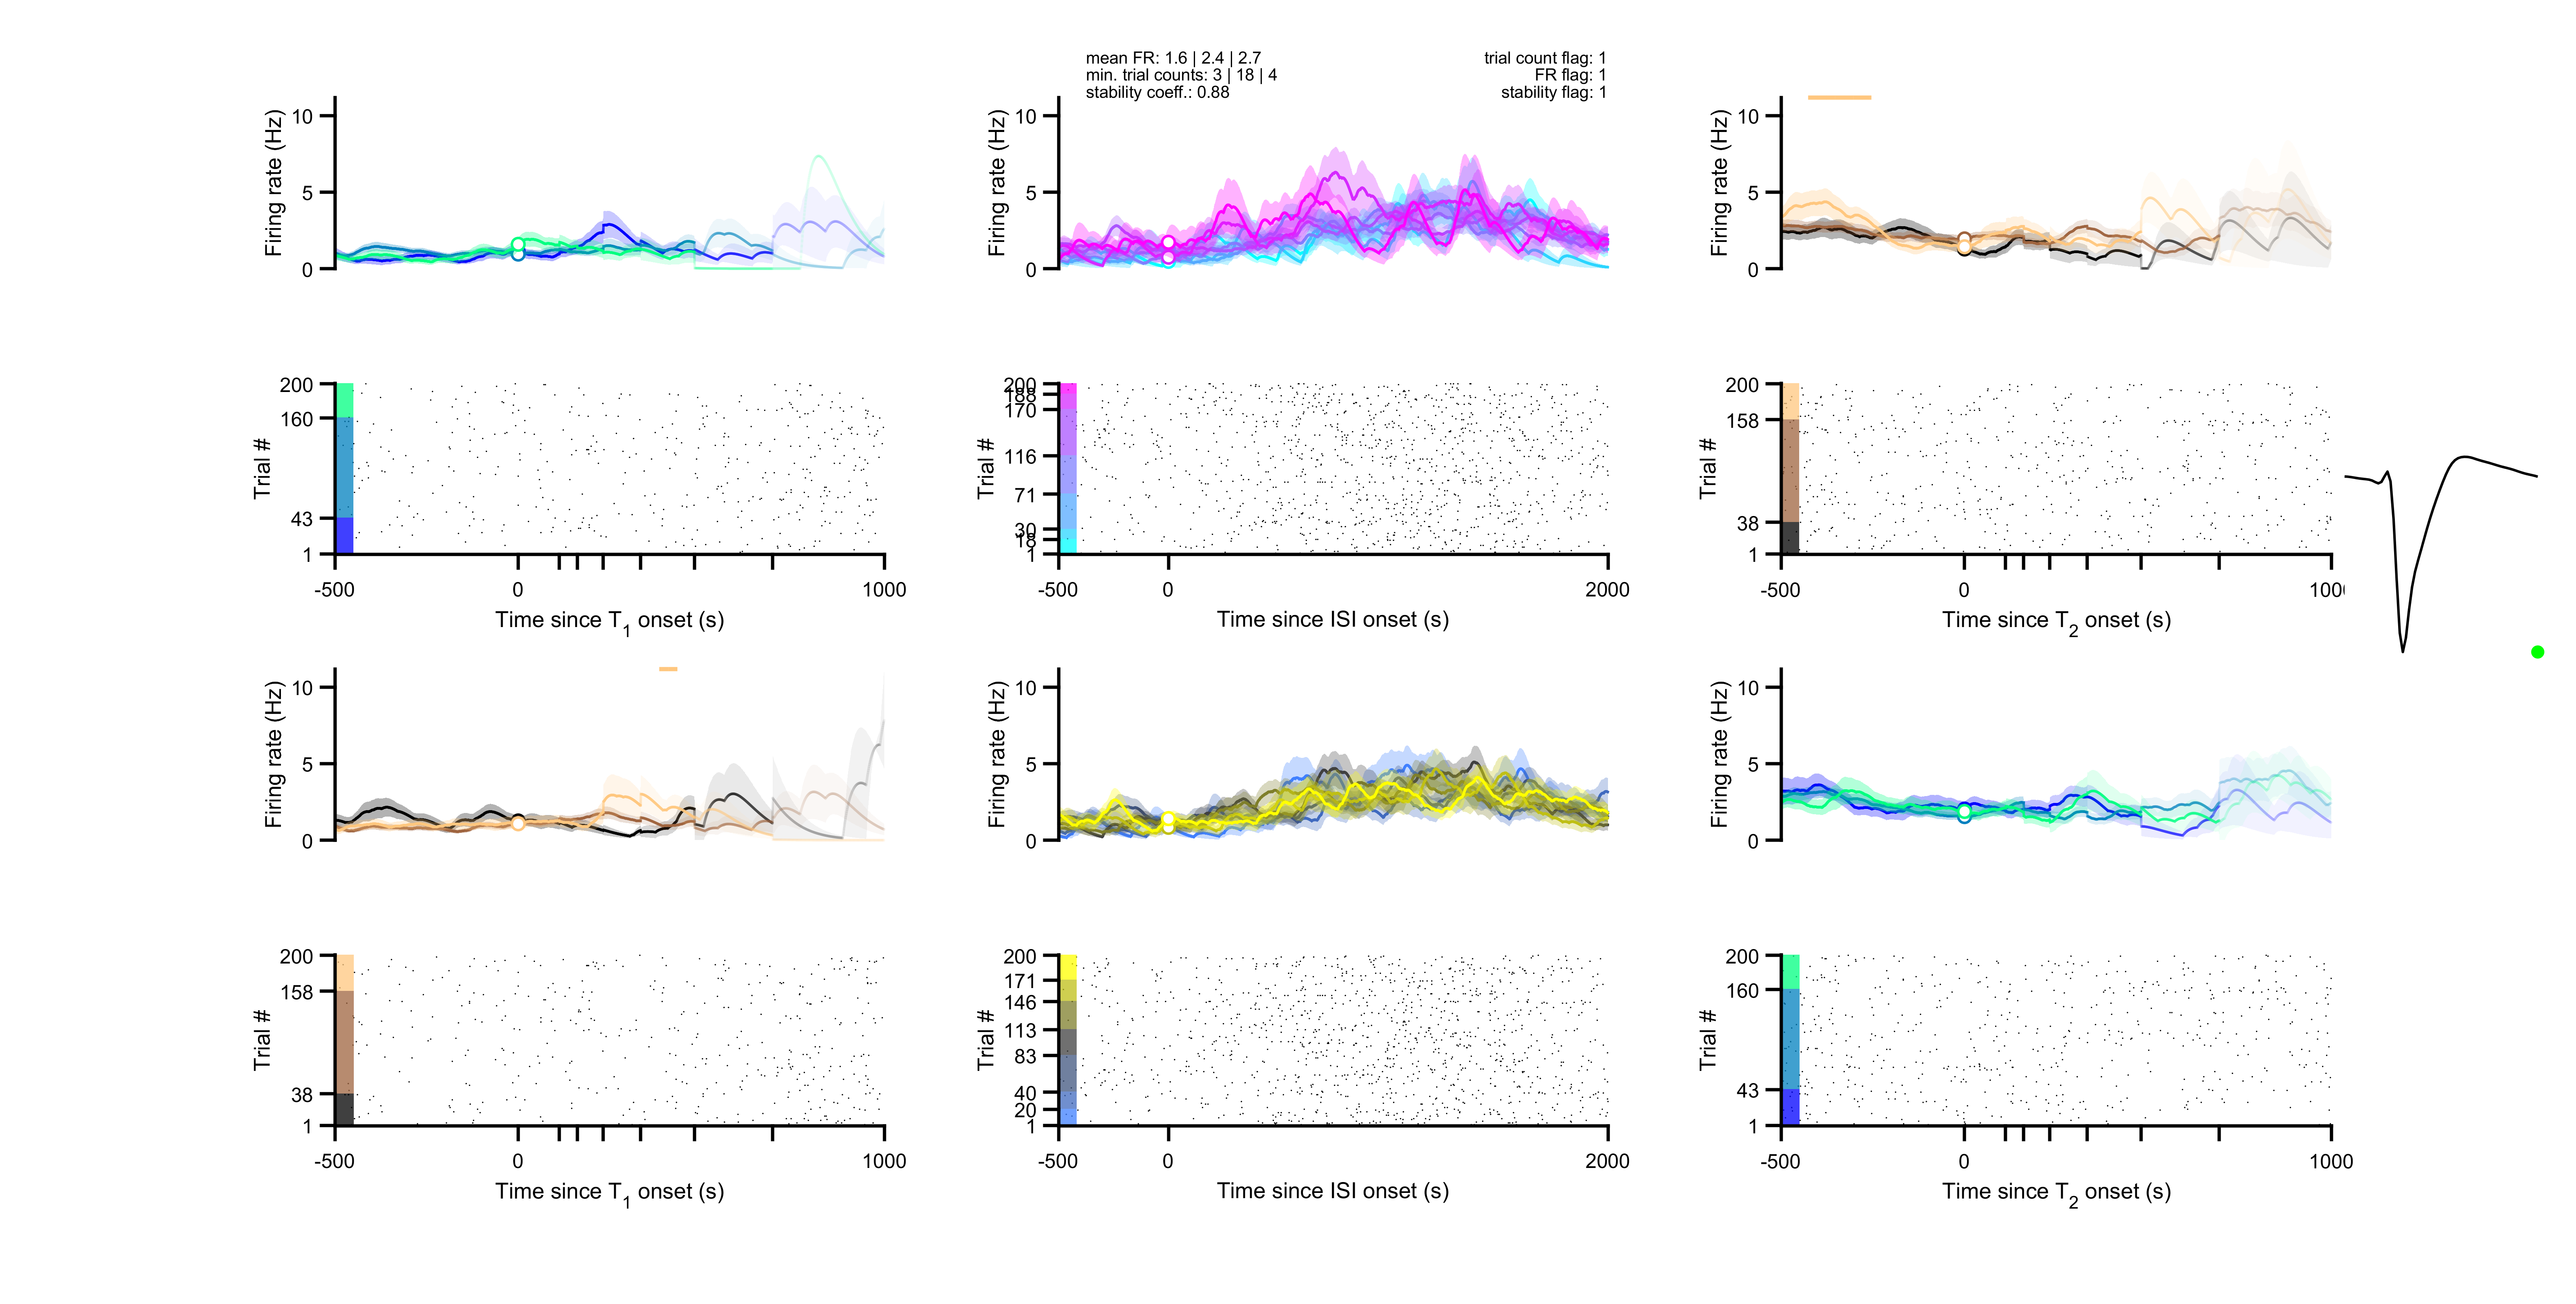 mean FR: 1.6 | 2.4 | 2.7
min. trial counts: 3 | 18 | 4
stability coeff.: 0.88
trial count flag: 1
FR flag: 1
stability flag: 1
Firing rate (Hz)
10
5
0
Firing rate (Hz)
10
5
0
Firing rate (Hz)
10
5
0
Trial #
200
160
43
1
-500
0
1000
Time since T1 onset (s)
Trial #
200
188
170
116
71
30
18
1
-500
0
2000
Time since ISI onset (s)
Trial #
200
158
38
1
-500
0
1000
Time since T2 onset (s)
Firing rate (Hz)
10
5
0
Firing rate (Hz)
10
5
0
Firing rate (Hz)
10
5
0
Trial #
200
158
38
1
-500
0
1000
Time since T1 onset (s)
Trial #
200
171
146
113
83
40
20
1
-500
0
2000
Time since ISI onset (s)
Trial #
200
160
43
1
-500
0
1000
Time since T2 onset (s)